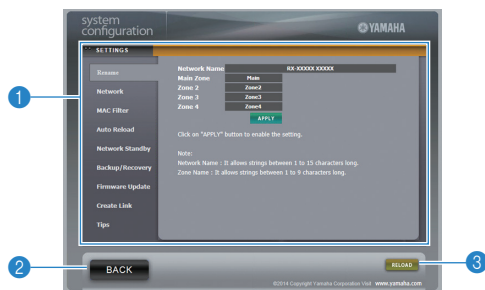 system
configuration
YAMAHA
SETTINGS
Rename
Network
MAC Filter
Auto Reload
Network Standby
Backup/Recovery
Firmware Update
Create Link
Tips
Network Name RX-XXXXX XXXXX
Main Zone Main
Zone 2 Zone2
Zone 3 Zone3
Zone 4 Zone4
APPLY
Click on "APPLY" button to enable the setting.
Note:
Network Name : It allows strings between 1 to 15 characters long.
Zone Name : It allows strings between 1 to 9 characters long.
1
2
3
BACK
RELOAD
©2014 Copyright Yamaha Corporation Visit www.yamaha.com